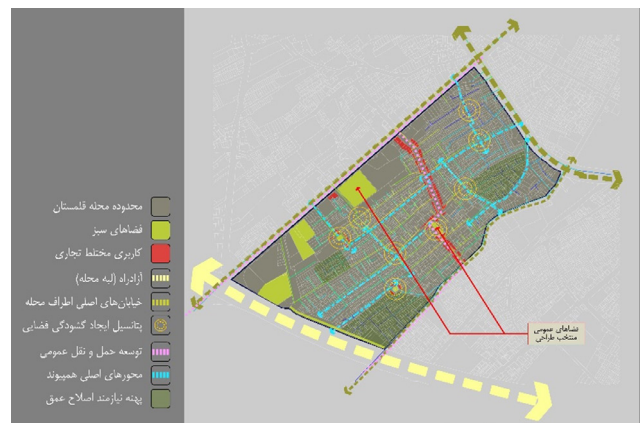 محدوده محله قلمستان
فضاهای سبز
کاربری مختلط تجاری
آزادراه (لبه محله)
خیابان‌های اصلی اطراف محله
پتانسیل ایجاد گشودگی فضایی
توسعه حمل و نقل عمومی
محورهای اصلی همپیوند
پهنه نیازمند اصلاح عمق
فضاهای عمومی
منتخب طراحی